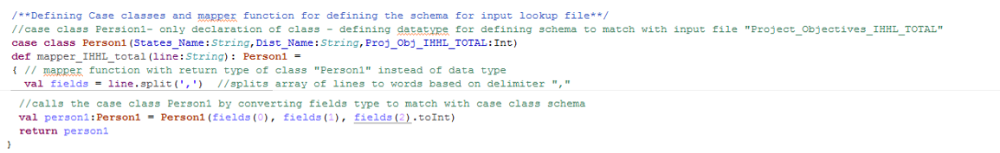 /**Defining Case classes and mapper function for defining the schema for input lookup file**/
//case class Persion1- only declaration of class - defining datatype for defining schema to match with input file "Project_Objectives_IHHL_TOTAL"
case class Person1(States_Name:String,Dist_Name:String,Proj_Obj_IHHL_TOTAL:Int)
def mapper_IHHL_total(line:String): Person1 =
{ // mapper function with return type of class "Person1" instead of data type
val fields = line.split(',') //splits array of lines to words based on delimiter ","
//calls the case class Person1 by converting fields type to match with case class schema
val person1:Person1 = Person1(fields(0), fields(1), fields(2).toInt)
return person1
}